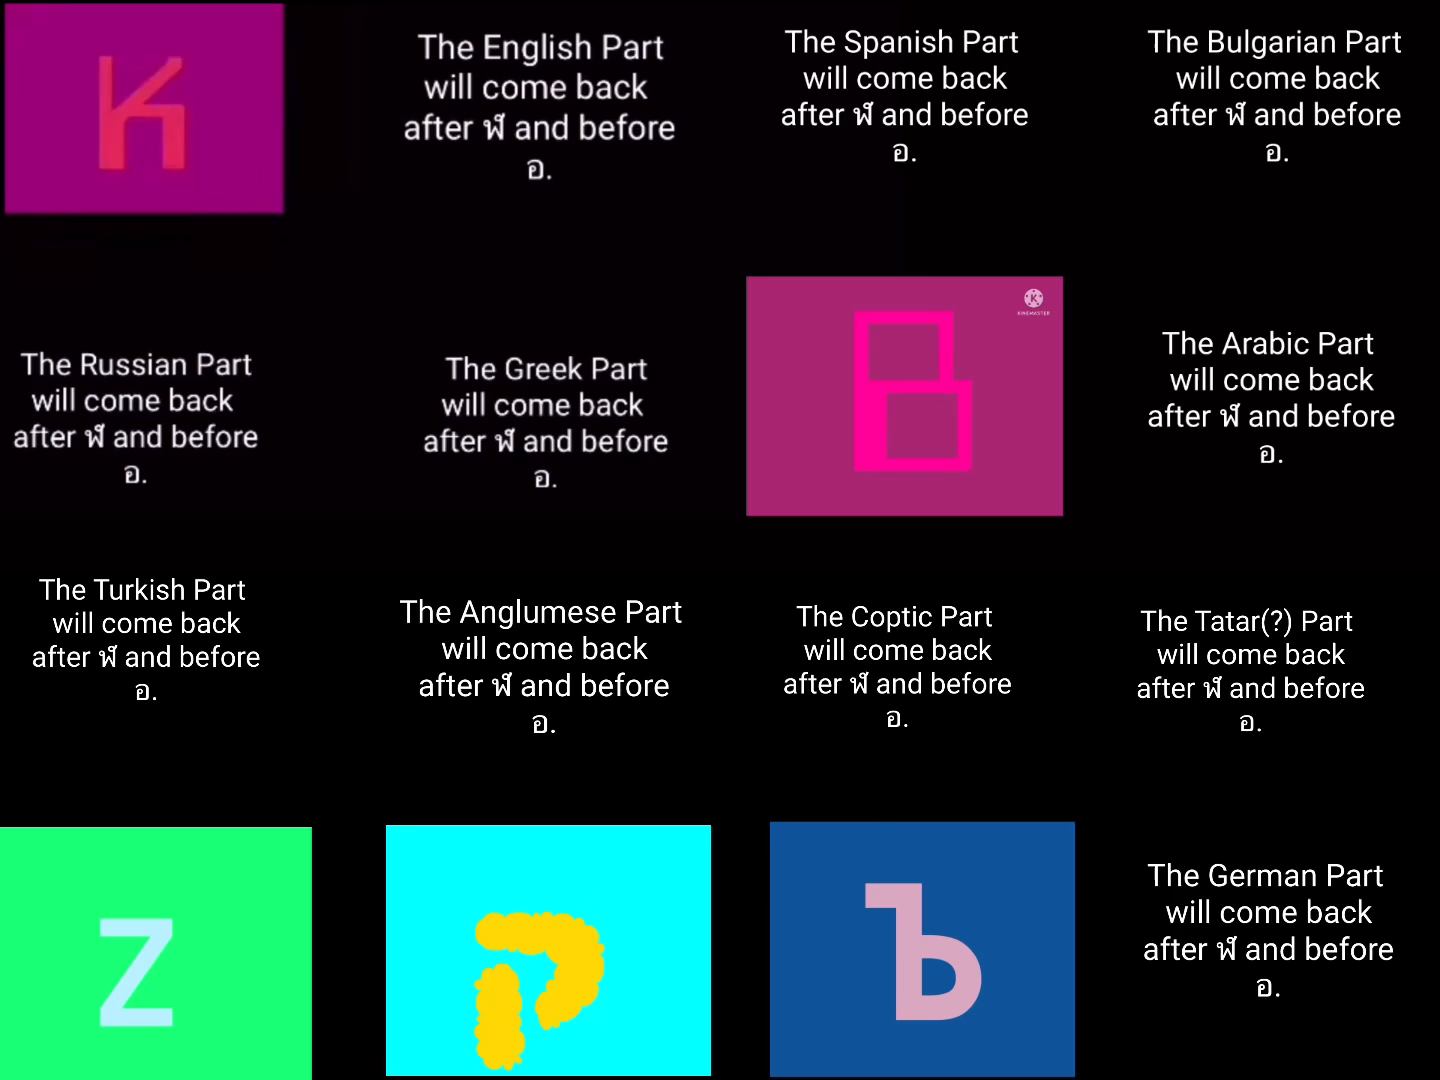 The English Part
will come back
after ฬ and before
อ.
The Spanish Part
will come back
after ฬ and before
อ.
The Bulgarian Part
will come back
after ฬ and before
อ.
The Russian Part
will come back
after ฬ and before
อ.
The Greek Part
will come back
after ฬ and before
อ.
B
KINEMASTER
The Arabic Part
will come back
after ฬ and before
อ.
The Turkish Part
will come back
after ฬ and before
อ.
The Anglumese Part
will come back
after ฬ and before
อ.
The Coptic Part
will come back
after ฬ and before
อ.
The Tatar(?) Part
will come back
after ฬ and before
อ.
Z
ק
Ъ
The German Part
will come back
after ฬ and before
อ.